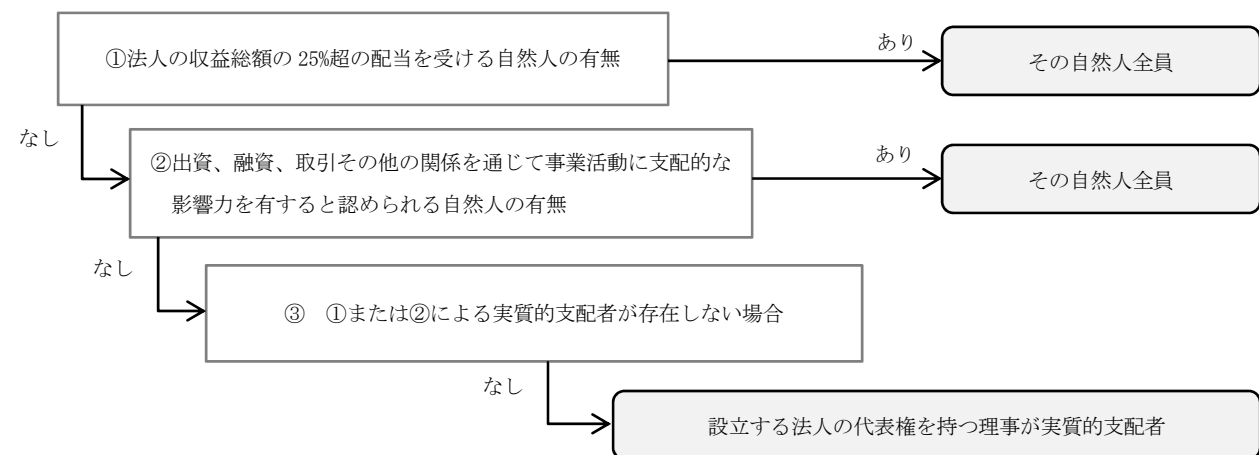 ①法人の収益総額の 25%超の配当を受ける自然人の有無
あり
その自然人全員
なし
②出資、融資、取引その他の関係を通じて事業活動に支配的な
影響力を有すると認められる自然人の有無
あり
その自然人全員
なし
③　①または②による実質的支配者が存在しない場合
なし
設立する法人の代表権を持つ理事が実質的支配者